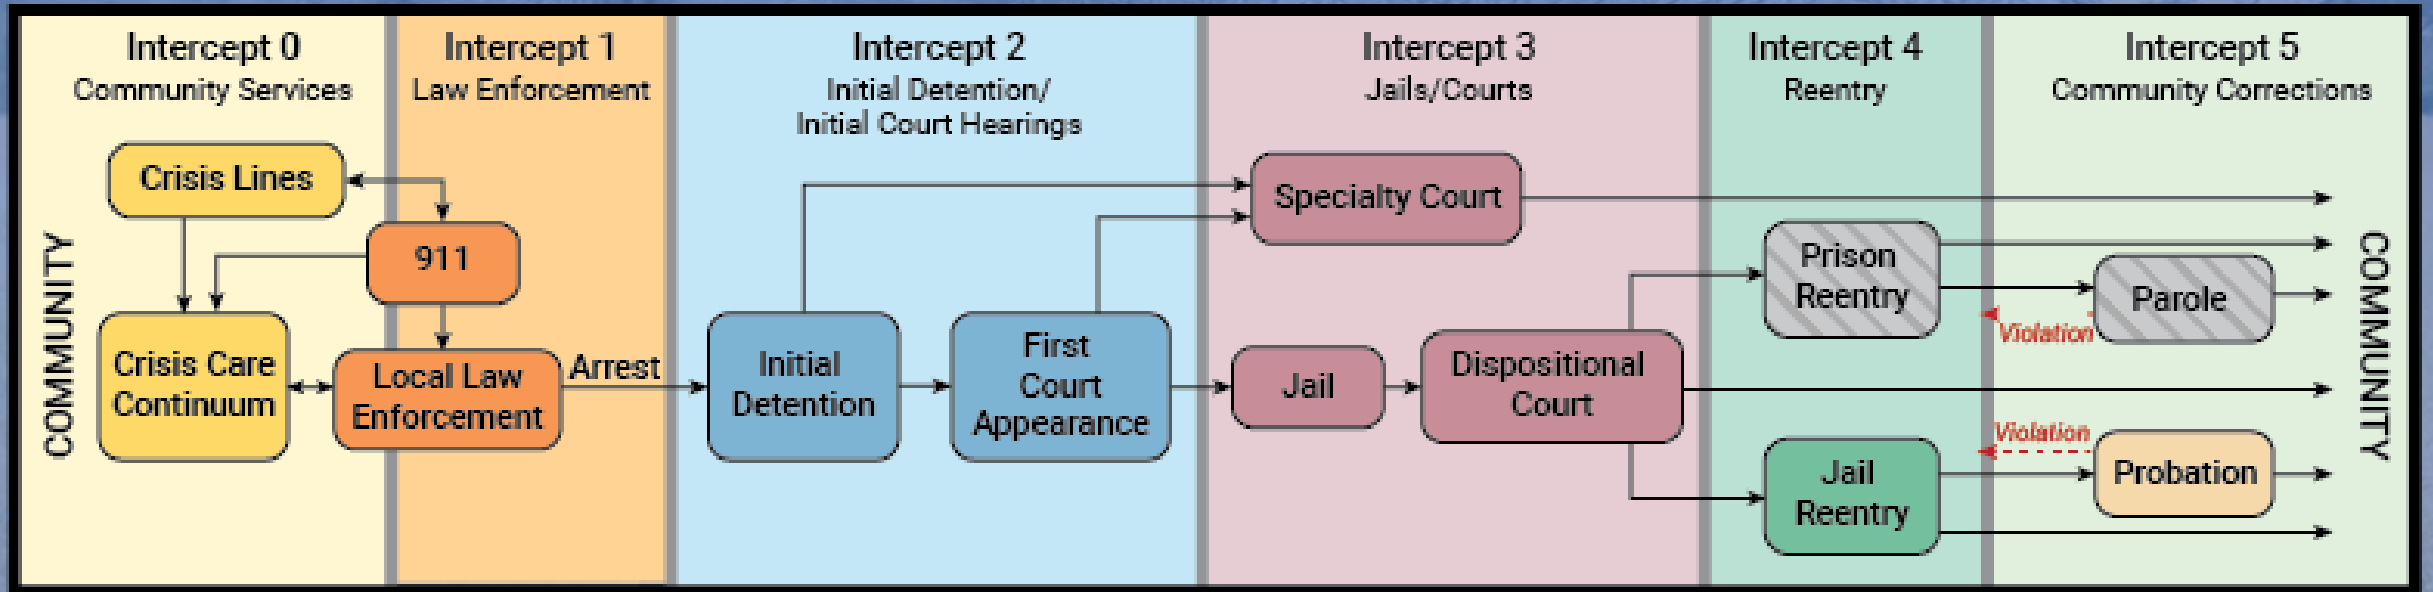 Intercept 0
Community Services
Intercept 1
Law Enforcement
Intercept 2
Initial Detention/
Initial Court Hearings
Intercept 3
Jails/Courts
Intercept 4
Reentry
Intercept 5
Community Corrections
COMMUNITY
Crisis Lines
911
Crisis Care
Continuum
Local Law
Enforcement
Arrest
Initial
Detention
First
Court
Appearance
Specialty Court
Jail
Dispositional
Court
Prison
Reentry
Jail
Reentry
Violation
Parole
Violation
Probation
COMMUNITY